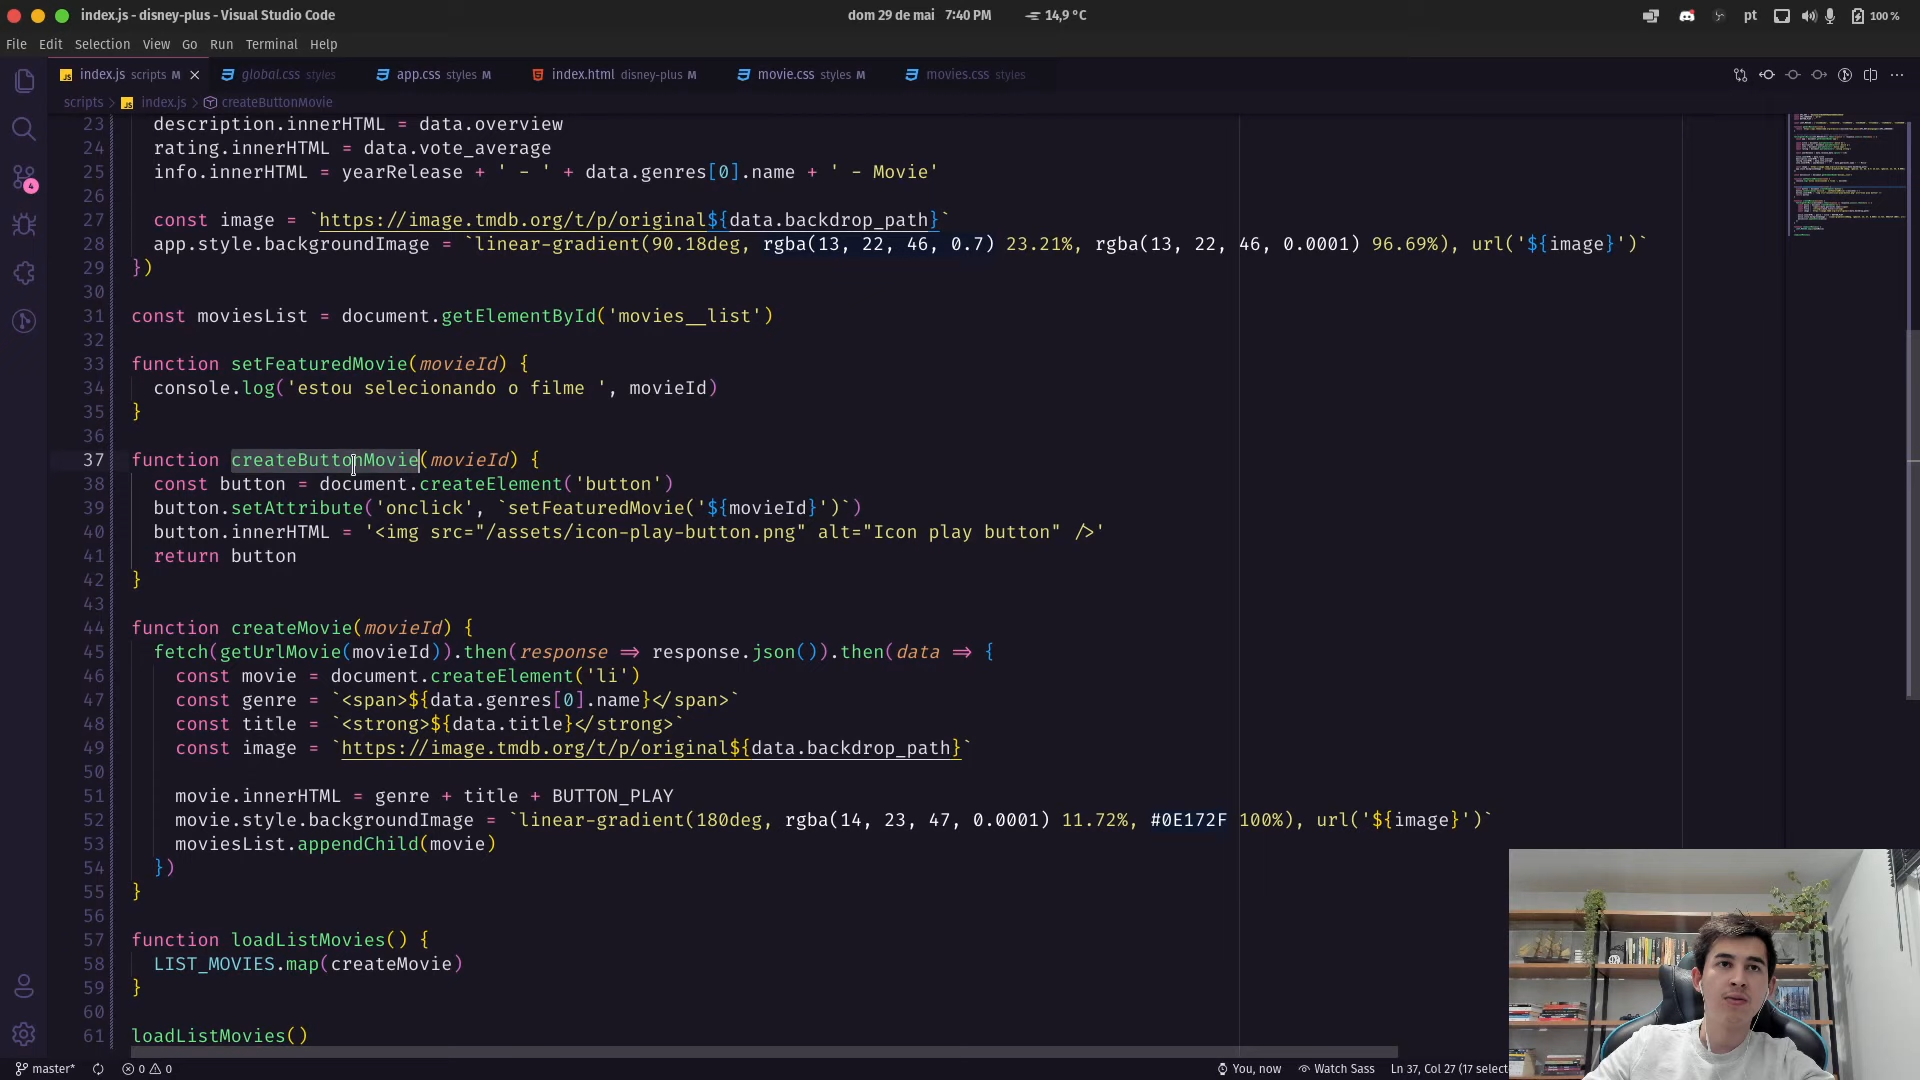 index.js - disney-plus - Visual Studio Code
dom 29 de mai 7:40 PM
14,9 °C
pt
100 %
File Edit Selection View Go Run Terminal Help
index.js scripts M
global.css styles
app.css styles M
index.html disney-plus M
movie.css styles M
movies.css styles
scripts > index.js > createButtonMovie
23 description.innerHTML = data.overview
24 rating.innerHTML = data.vote_average
25 info.innerHTML = yearRelease + ' - ' + data.genres[0].name + ' - Movie'
26
27 const image = `https://image.tmdb.org/t/p/original${data.backdrop_path}`
28 app.style.backgroundImage = `linear-gradient(90.18deg, rgba(13, 22, 46, 0.7) 23.21%, rgba(13, 22, 46, 0.0001) 96.69%), url('${image}')`
29 })
30
31 const moviesList = document.getElementById('movies__list')
32
33 function setFeaturedMovie(movieId) {
34 console.log('estou selecionando o filme ', movieId)
35 }
36
37 function createButtonMovie(movieId) {
38 const button = document.createElement('button')
39 button.setAttribute('onclick', `setFeaturedMovie('${movieId}')`)
40 button.innerHTML = '<img src="/assets/icon-play-button.png" alt="Icon play button" />'
41 return button
42 }
43
44 function createMovie(movieId) {
45 fetch(getUrlMovie(movieId)).then(response => response.json()).then(data => {
46 const movie = document.createElement('li')
47 const genre = `<span>${data.genres[0].name}</span>`
48 const title = `<strong>${data.title}</strong>`
49 const image = `https://image.tmdb.org/t/p/original${data.backdrop_path}`
50
51 movie.innerHTML = genre + title + BUTTON_PLAY
52 movie.style.backgroundImage = `linear-gradient(180deg, rgba(14, 23, 47, 0.0001) 11.72%, #0E172F 100%), url('${image}')`
53 moviesList.appendChild(movie)
54 })
55 }
56
57 function loadListMovies() {
58 LIST_MOVIES.map(createMovie)
59 }
60
61 loadListMovies()
4
master*
0 0
You, now
Watch Sass
Ln 37, Col 27 (17 select